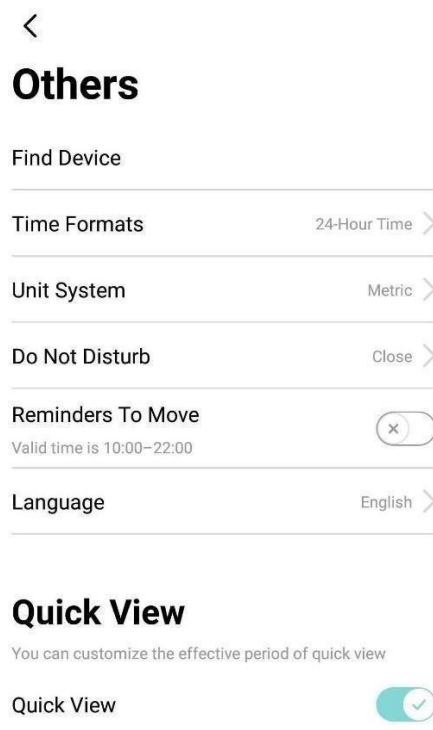 Others
Find Device
Time Formats 24-Hour Time
Unit System Metric
Do Not Disturb Close
Reminders To Move
Valid time is 10:00–22:00
Language English
Quick View
You can customize the effective period of quick view
Quick View